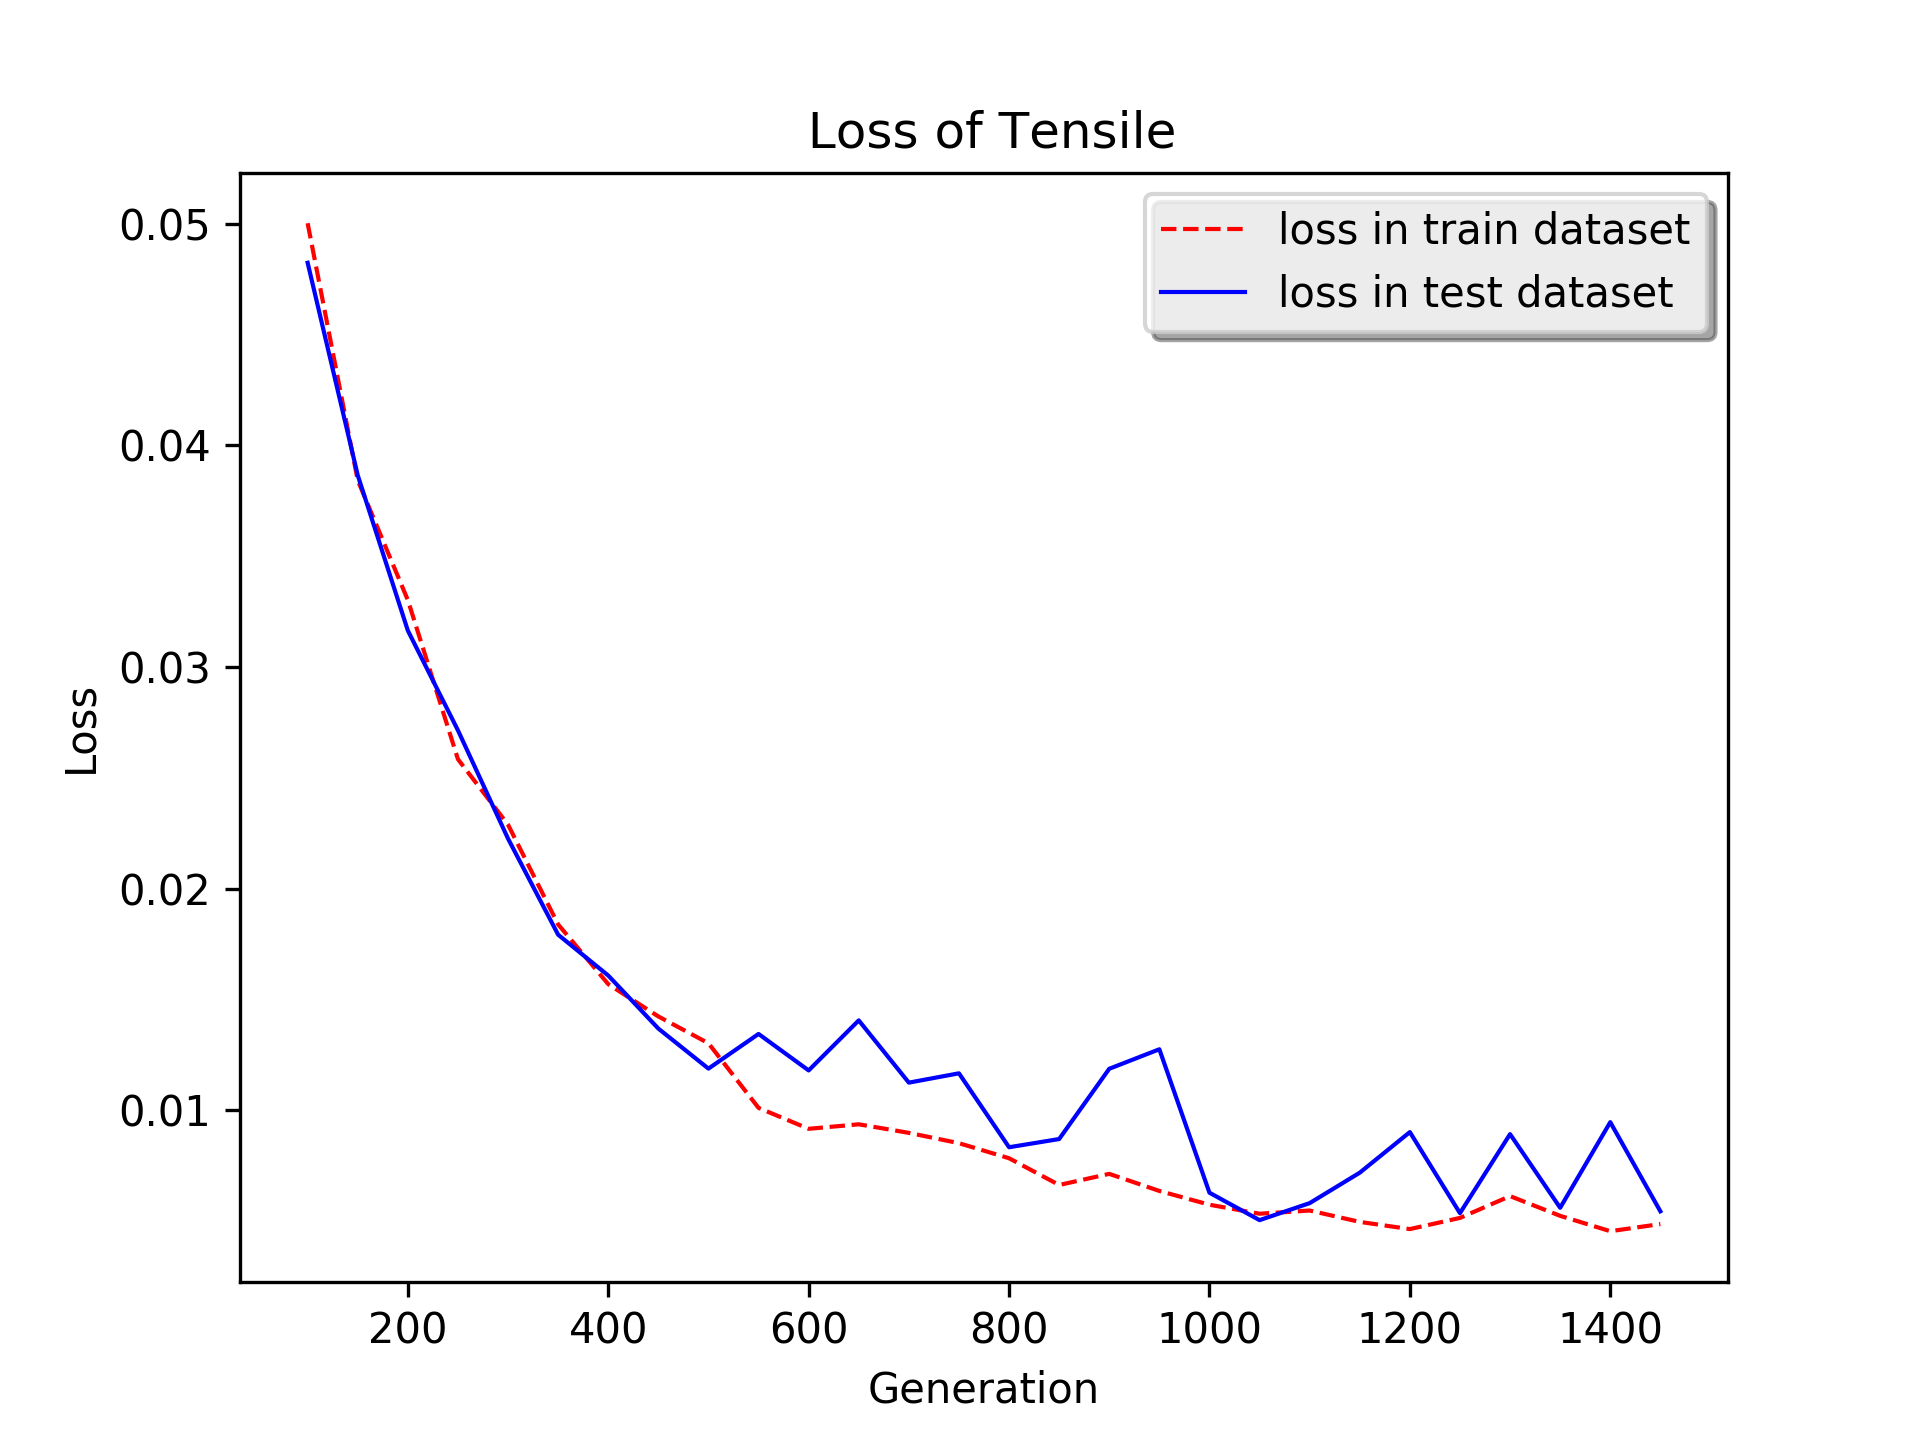 Loss of Tensile
loss in train dataset
loss in test dataset
0.05
0.04
0.03
0.02
0.01
Loss
200 400 600 800 1000 1200 1400
Generation